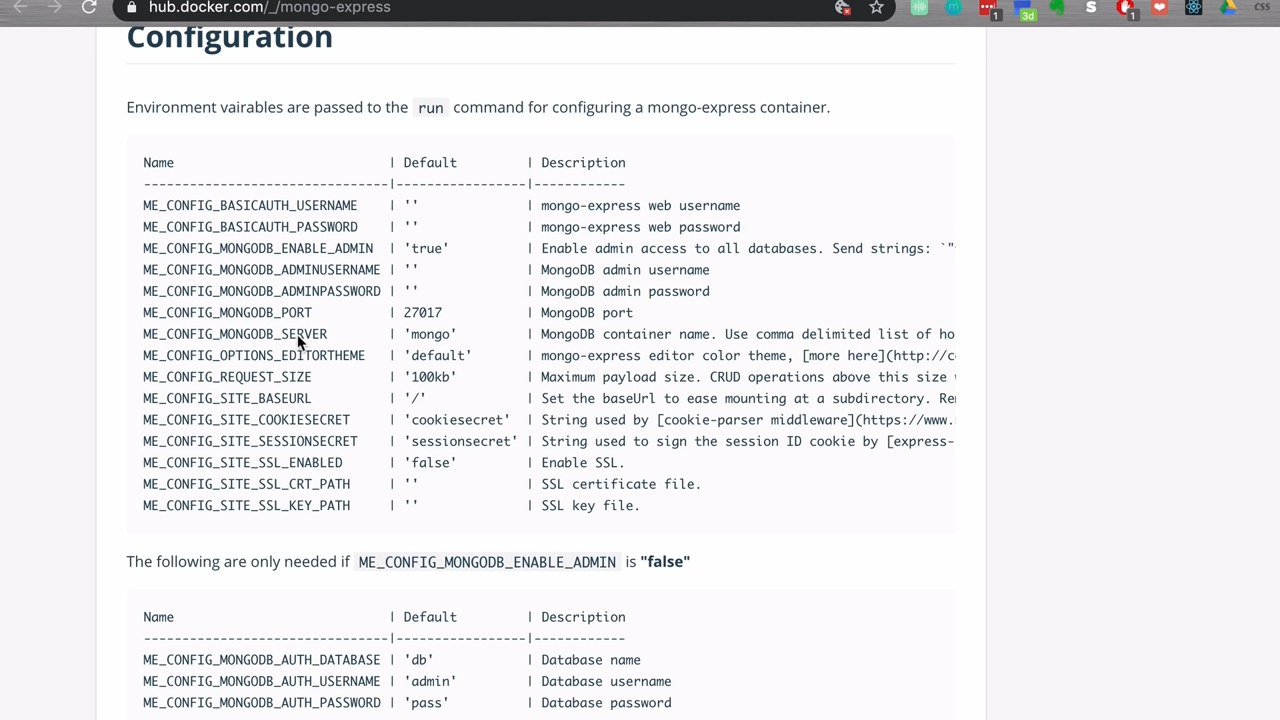 hub.docker.com/_/mongo-express
1
3d
S
1
CSS
Configuration
Environment vairables are passed to the run command for configuring a mongo-express container.
Name | Default | Description
--------------------------------|-----------------|------------
ME_CONFIG_BASICAUTH_USERNAME | '' | mongo-express web username
ME_CONFIG_BASICAUTH_PASSWORD | '' | mongo-express web password
ME_CONFIG_MONGODB_ENABLE_ADMIN | 'true' | Enable admin access to all databases. Send strings: `"
ME_CONFIG_MONGODB_ADMINUSERNAME | '' | MongoDB admin username
ME_CONFIG_MONGODB_ADMINPASSWORD | '' | MongoDB admin password
ME_CONFIG_MONGODB_PORT | 27017 | MongoDB port
ME_CONFIG_MONGODB_SERVER | 'mongo' | MongoDB container name. Use comma delimited list of ho
ME_CONFIG_OPTIONS_EDITORTHEME | 'default' | mongo-express editor color theme, [more here](http://c
ME_CONFIG_REQUEST_SIZE | '100kb' | Maximum payload size. CRUD operations above this size
ME_CONFIG_SITE_BASEURL | '/' | Set the baseUrl to ease mounting at a subdirectory. Re
ME_CONFIG_SITE_COOKIESECRET | 'cookiesecret' | String used by [cookie-parser middleware](https://www.
ME_CONFIG_SITE_SESSIONSECRET | 'sessionsecret' | String used to sign the session ID cookie by [express-
ME_CONFIG_SITE_SSL_ENABLED | 'false' | Enable SSL.
ME_CONFIG_SITE_SSL_CRT_PATH | '' | SSL certificate file.
ME_CONFIG_SITE_SSL_KEY_PATH | '' | SSL key file.
The following are only needed if ME_CONFIG_MONGODB_ENABLE_ADMIN is "false"
Name | Default | Description
--------------------------------|-----------------|------------
ME_CONFIG_MONGODB_AUTH_DATABASE | 'db' | Database name
ME_CONFIG_MONGODB_AUTH_USERNAME | 'admin' | Database username
ME_CONFIG_MONGODB_AUTH_PASSWORD | 'pass' | Database password